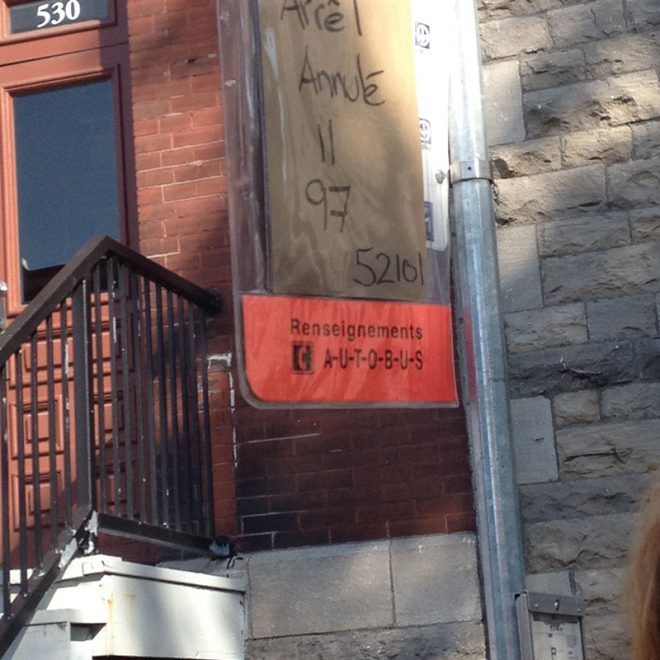 530
Arrêt
Annulé
11
97
52101
Renseignements
A-U-T-O-B-U-S